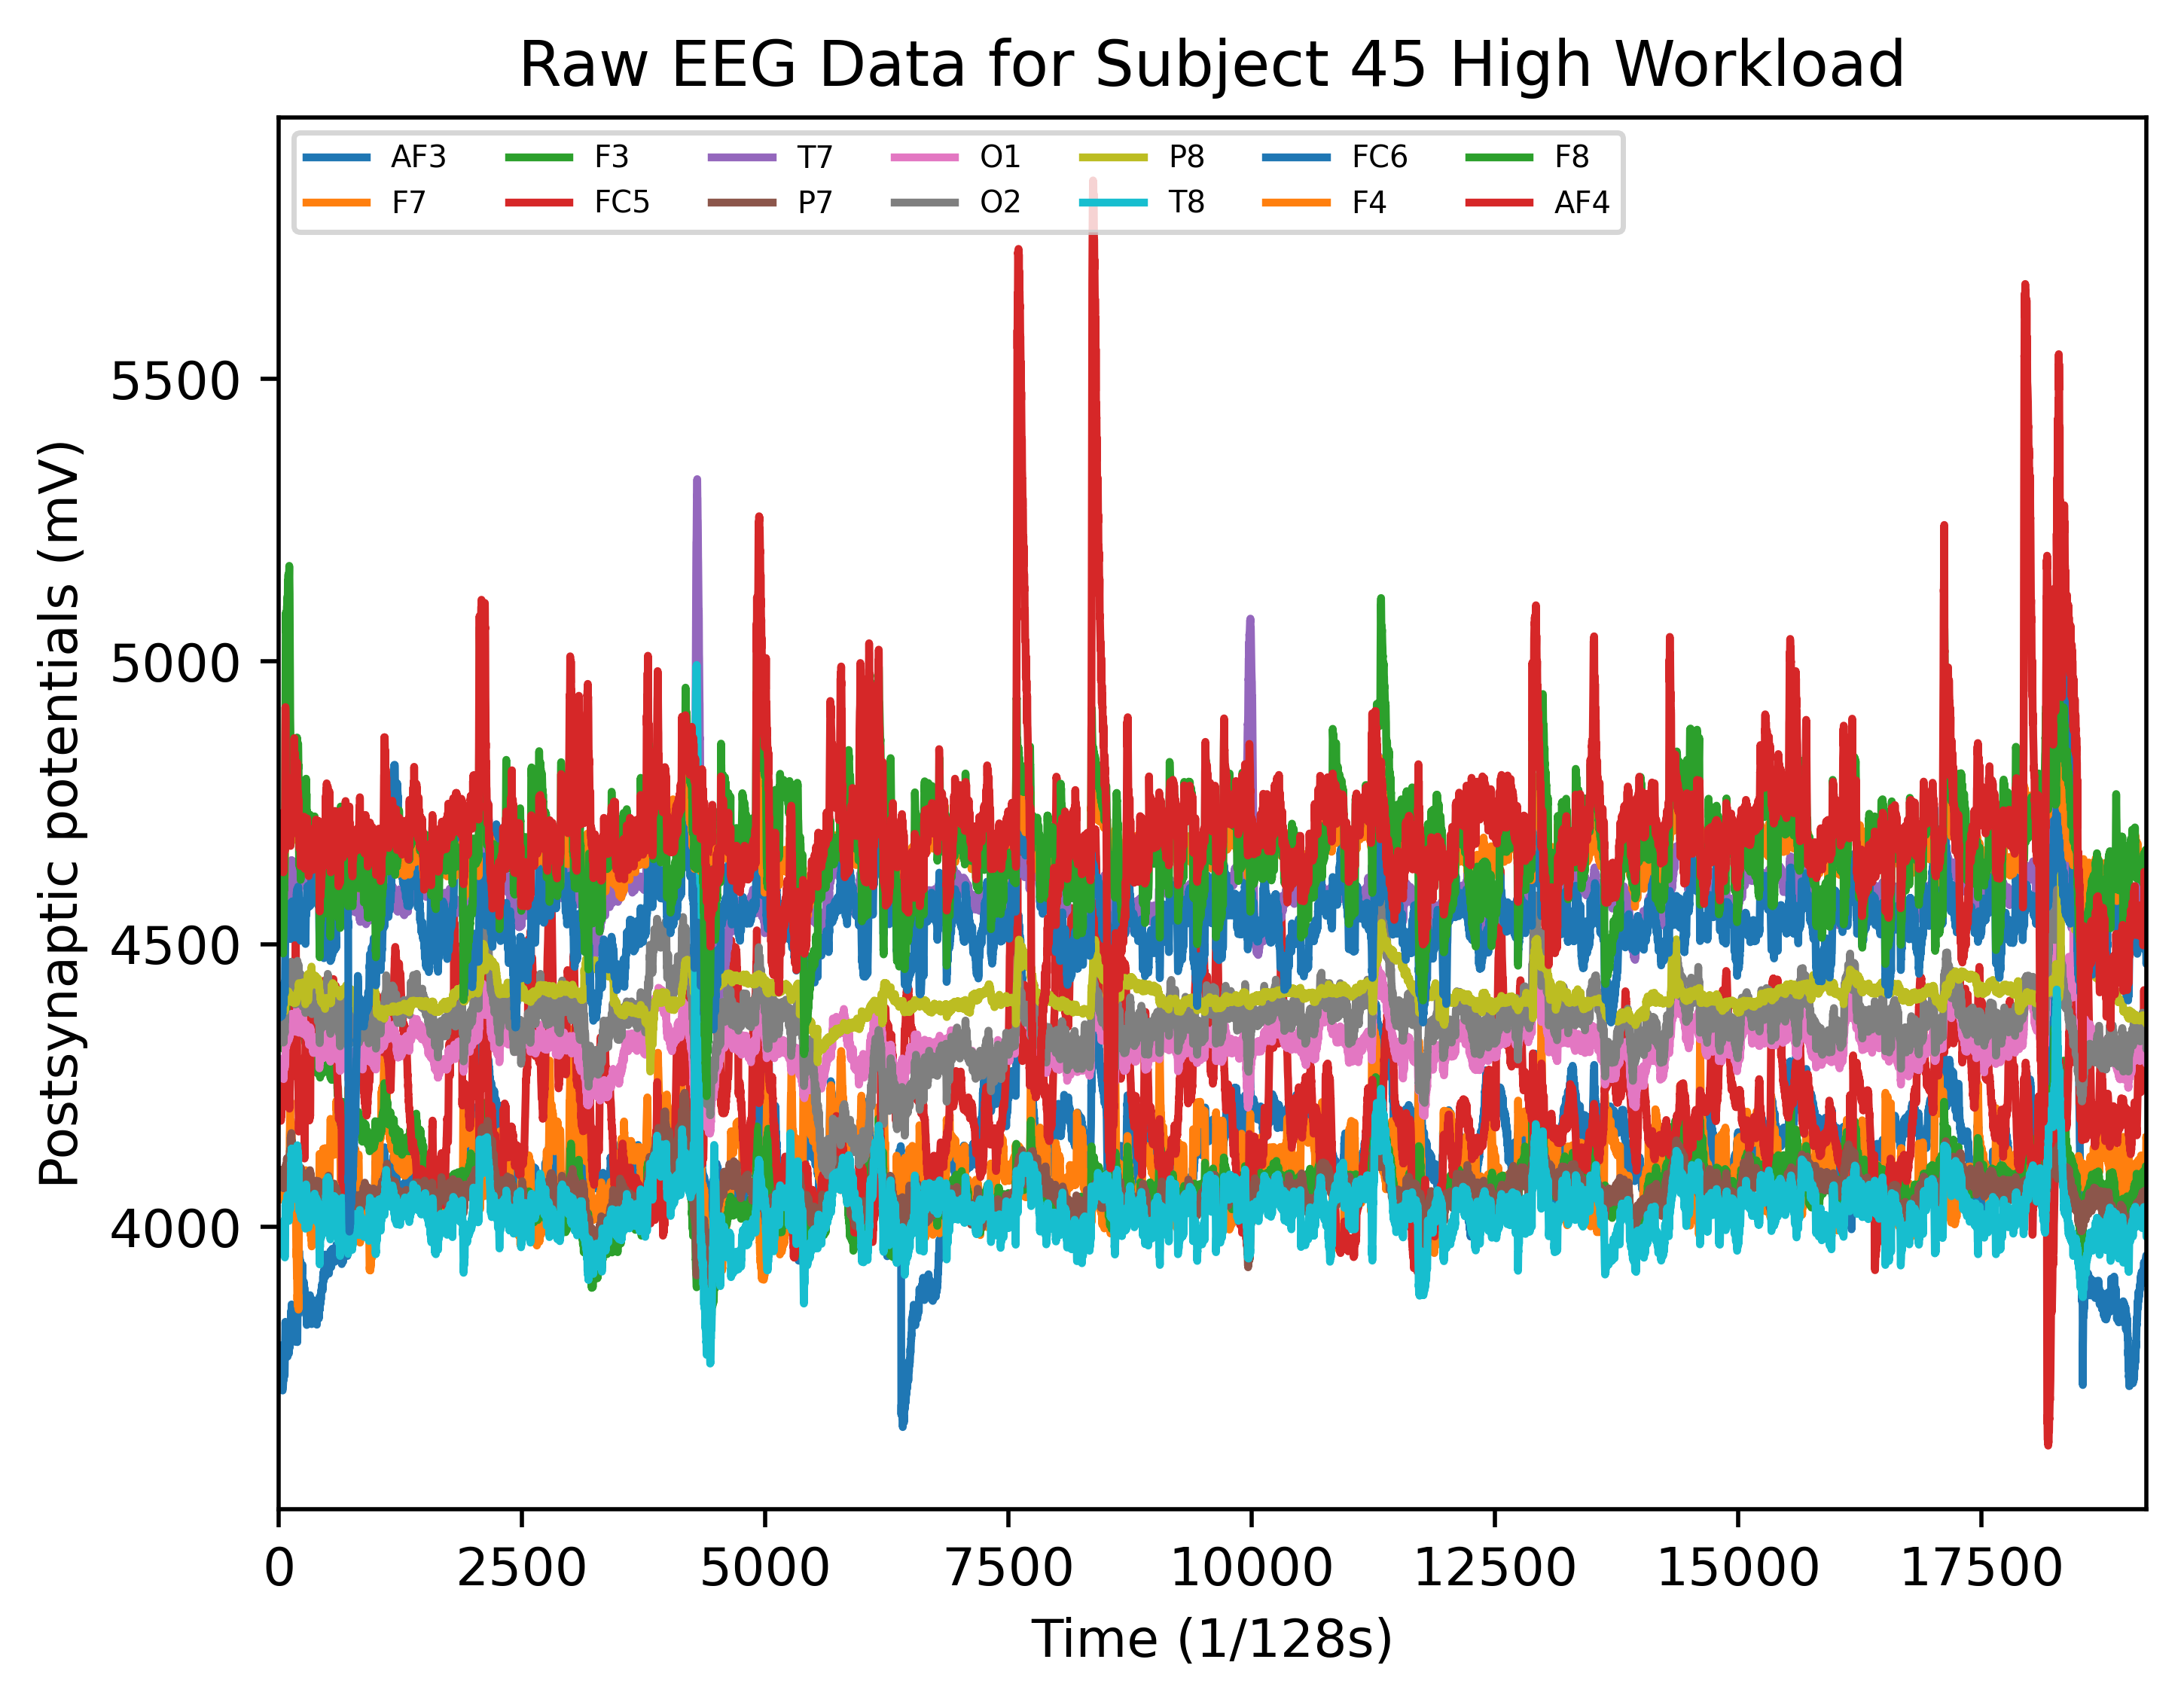 Raw EEG Data for Subject 45 High Workload
AF3 F3 T7 O1 P8 FC6 F8
F7 FC5 P7 O2 T8 F4 AF4
Postsynaptic potentials (mV)
5500
5000
4500
4000
0 2500 5000 7500 10000 12500 15000 17500
Time (1/128s)